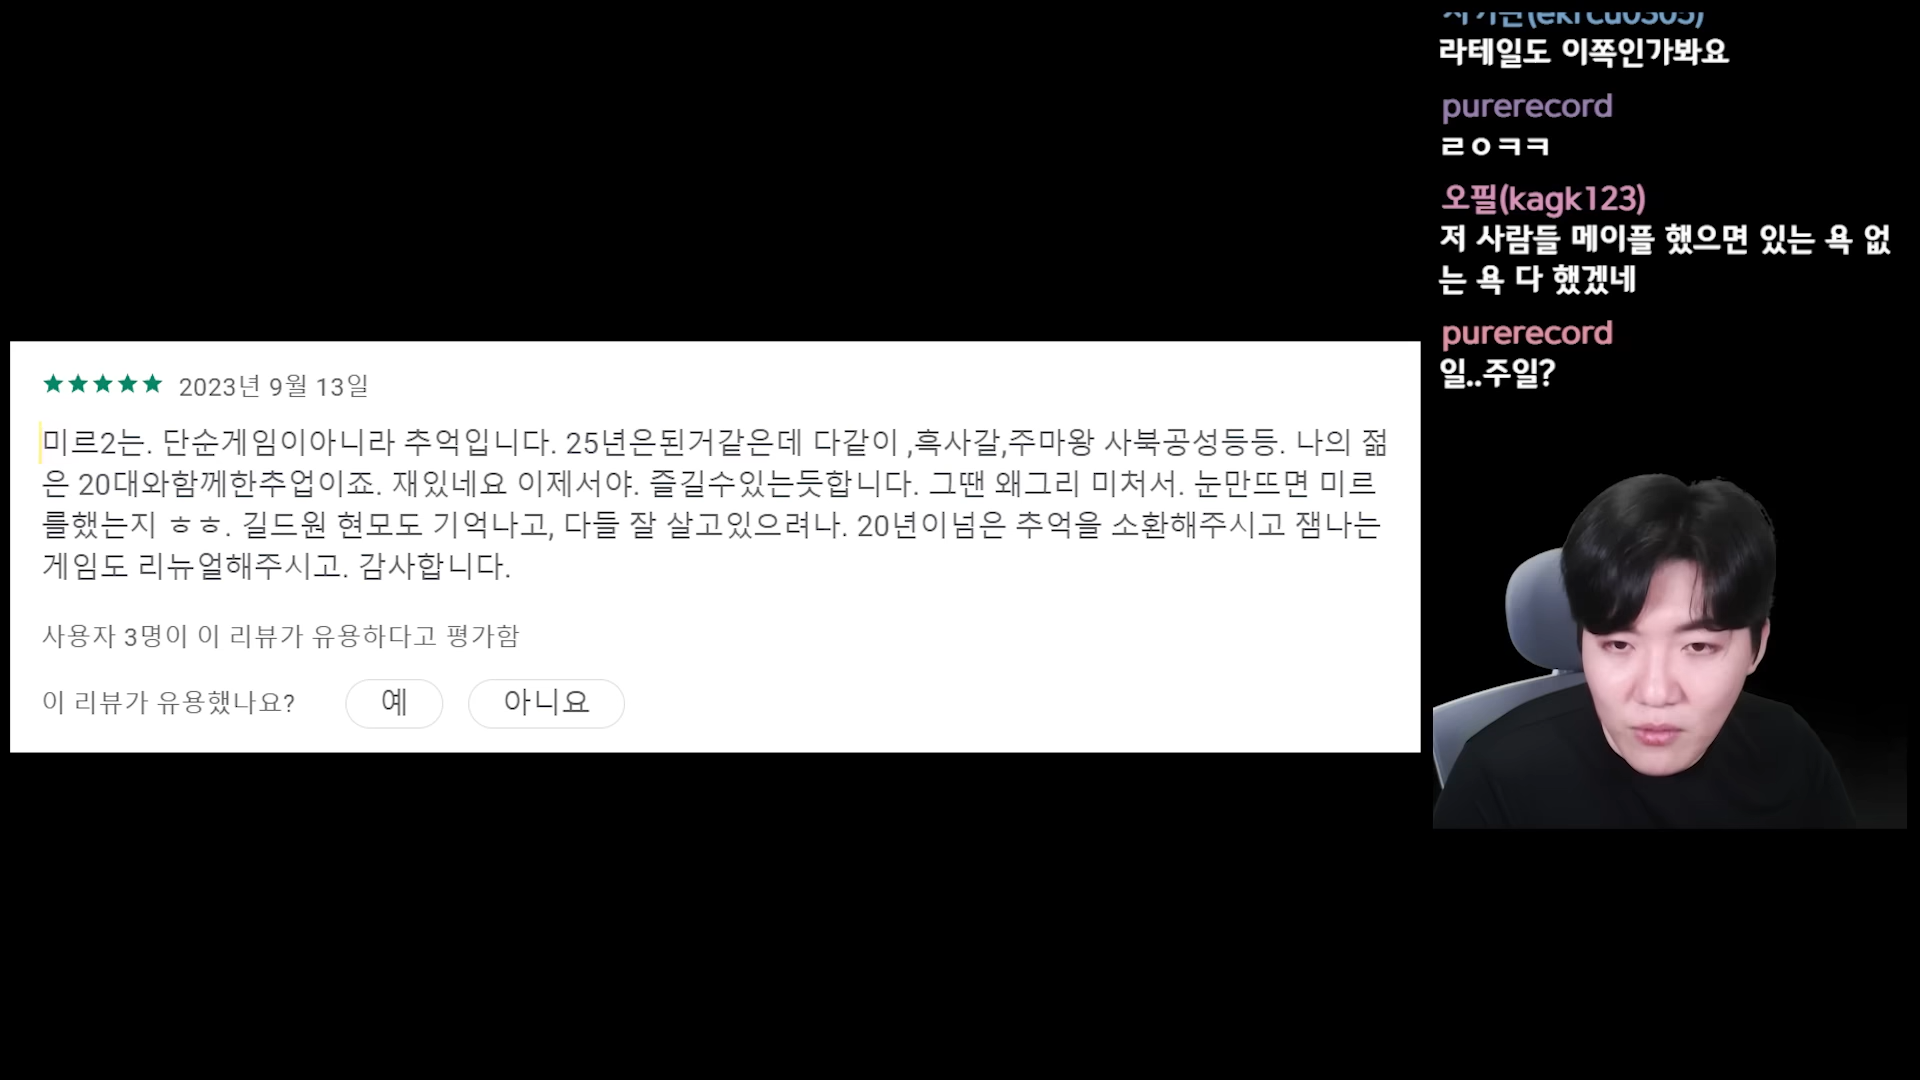 ★★★★★ 2023년 9월 13일
미르2는. 단순게임이아니라 추억입니다. 25년은된거같은데 다같이 ,흑사갈,주마왕 사북공성등등. 나의 젊
은 20대와함께한추업이죠. 재있네요 이제서야. 즐길수있는듯합니다. 그땐 왜그리 미처서. 눈만뜨면 미르
를했는지 ㅎㅎ. 길드원 현모도 기억나고, 다들 잘 살고있으려나. 20년이넘은 추억을 소환해주시고 잼나는
게임도 리뉴얼해주시고. 감사합니다.
사용자 3명이 이 리뷰가 유용하다고 평가함
이 리뷰가 유용했나요? 예 아니요
라테일도 이쪽인가봐요
purerecord
ㄹㅇㅋㅋ
오필(kagk123)
저 사람들 메이플 했으면 있는 욕 없
는 욕 다 했겠네
purerecord
일..주일?